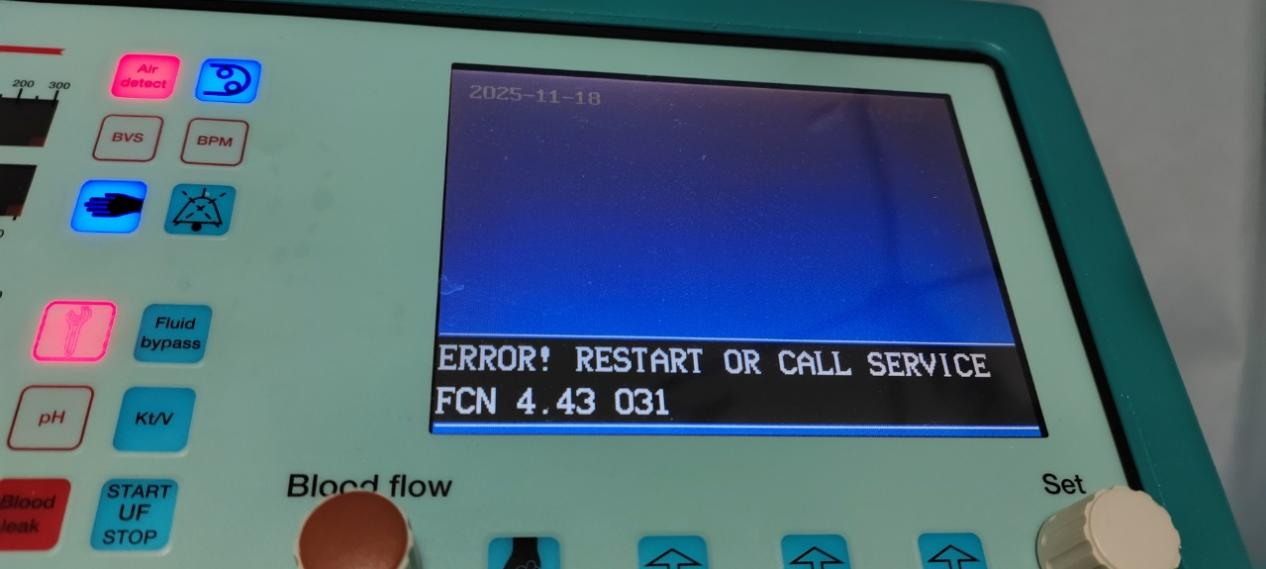 200 300
Air
detect
BVS
BPM
2025-11-18
Fluid
bypass
ERROR! RESTART OR CALL SERVICE
FCN 4.43 031
pH
Kt/V
Blood
leak
START
UF
STOP
Blood flow
Set